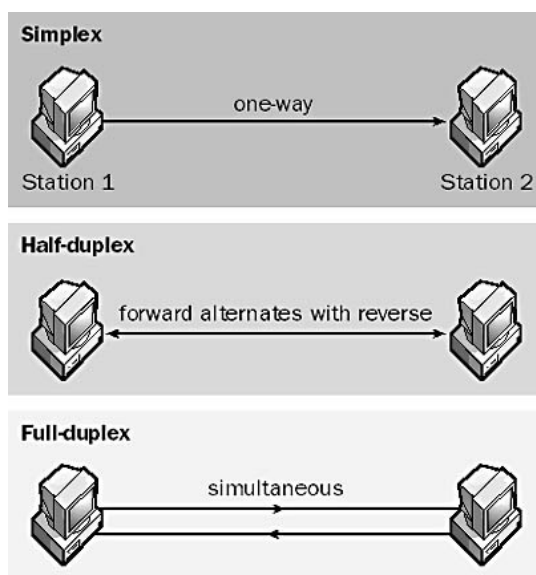 Simplex
one-way
Station 1
Station 2
Half-duplex
forward alternates with reverse
Full-duplex
simultaneous